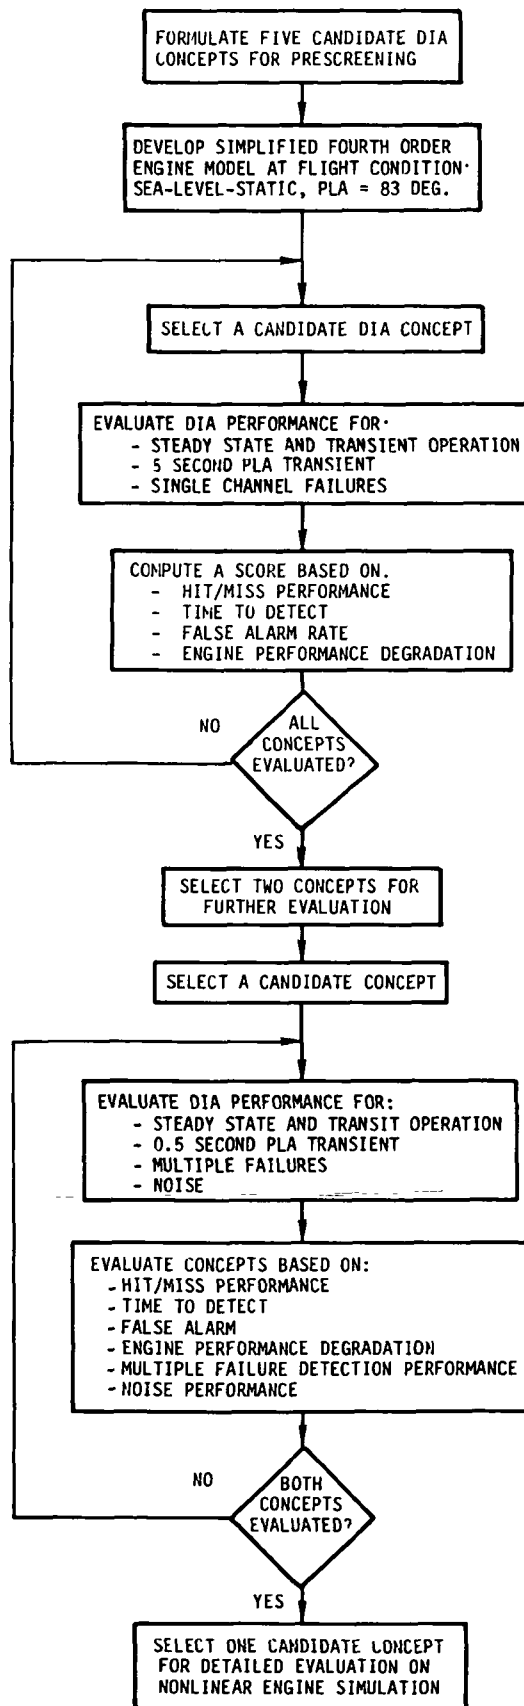 FORMULATE FIVE CANDIDATE DIA
CONCEPTS FOR PRESCREENING
DEVELOP SIMPLIFIED FOURTH ORDER
ENGINE MODEL AT FLIGHT CONDITION·
SEA-LEVEL-STATIC, PLA = 83 DEG.
SELECT A CANDIDATE DIA CONCEPT
EVALUATE DIA PERFORMANCE FOR·
- STEADY STATE AND TRANSIENT OPERATION
- 5 SECOND PLA TRANSIENT
- SINGLE CHANNEL FAILURES
COMPUTE A SCORE BASED ON.
- HIT/MISS PERFORMANCE
- TIME TO DETECT
- FALSE ALARM RATE
- ENGINE PERFORMANCE DEGRADATION
NO
ALL
CONCEPTS
EVALUATED?
YES
SELECT TWO CONCEPTS FOR
FURTHER EVALUATION
SELECT A CANDIDATE CONCEPT
EVALUATE DIA PERFORMANCE FOR:
- STEADY STATE AND TRANSIT OPERATION
- 0.5 SECOND PLA TRANSIENT
- MULTIPLE FAILURES
- NOISE
EVALUATE CONCEPTS BASED ON:
- HIT/MISS PERFORMANCE
- TIME TO DETECT
- FALSE ALARM
- ENGINE PERFORMANCE DEGRADATION
- MULTIPLE FAILURE DETECTION PERFORMANCE
- NOISE PERFORMANCE
NO
BOTH
CONCEPTS
EVALUATED?
YES
SELECT ONE CANDIDATE CONCEPT
FOR DETAILED EVALUATION ON
NONLINEAR ENGINE SIMULATION